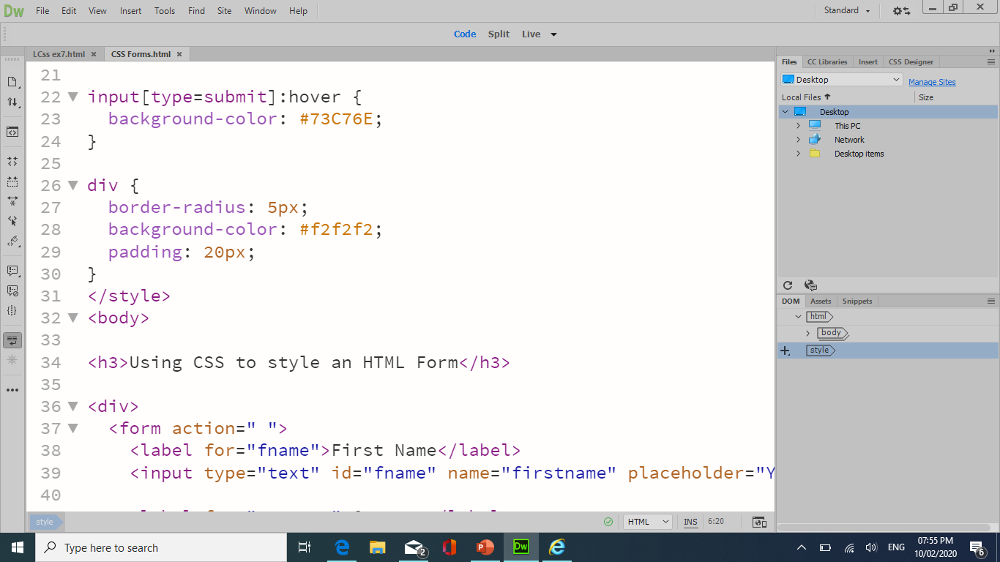 Dw File Edit View Insert Tools Find Site Window Help Standard
Code Split Live
LCss ex7.html × CSS Forms.html ×
21
22 input[type=submit]:hover {
23 background-color: #73C76E;
24 }
25
26 div {
27 border-radius: 5px;
28 background-color: #f2f2f2;
29 padding: 20px;
30 }
31 </style>
32 <body>
33
34 <h3>Using CSS to style an HTML Form</h3>
35
36 <div>
37 <form action=" ">
38 <label for="fname">First Name</label>
39 <input type="text" id="fname" name="firstname" placeholder="Y
40
style
HTML INS 6:20
Files CC Libraries Insert CSS Designer
Desktop Manage Sites
Local Files Size
Desktop
This PC
Network
Desktop items
DOM Assets Snippets
html
body
style
Type here to search
2
Dw
ENG 07:55 PM
10/02/2020
6